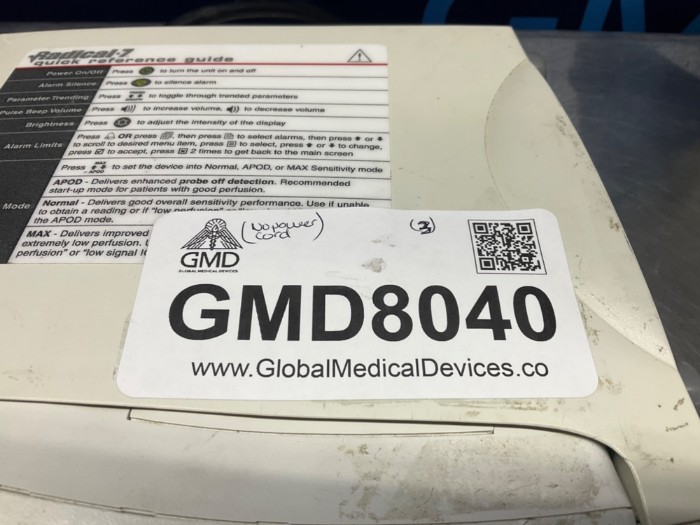 Radical-7
quick reference guide
Power On/Off Press to turn the unit on and off
Alarm Silence Press to silence alarm
Parameter Trending Press to toggle through trended parameters
Pulse Beep Volume Press to increase volume, to decrease volume
Brightness Press to adjust the intensity of the display
Press OR press , then press to select alarms, then press or
Alarm Limits to scroll to desired menu item, press to select, press or to change,
press to accept, press 2 times to get back to the main screen
Press to set the device into Normal, APOD, or MAX Sensitivity mode
APOD - Delivers enhanced probe off detection. Recommended
start-up mode for patients with good perfusion.
Mode Normal - Delivers good overall sensitivity performance. Use if unable
to obtain a reading or if "low perfusion"
the APOD mode.
MAX - Delivers improved
extremely low perfusion.
perfusion" or "low signal
(No power
cord)
(3)
GMD
GLOBAL MEDICAL DEVICES
GMD8040
www.GlobalMedicalDevices.co